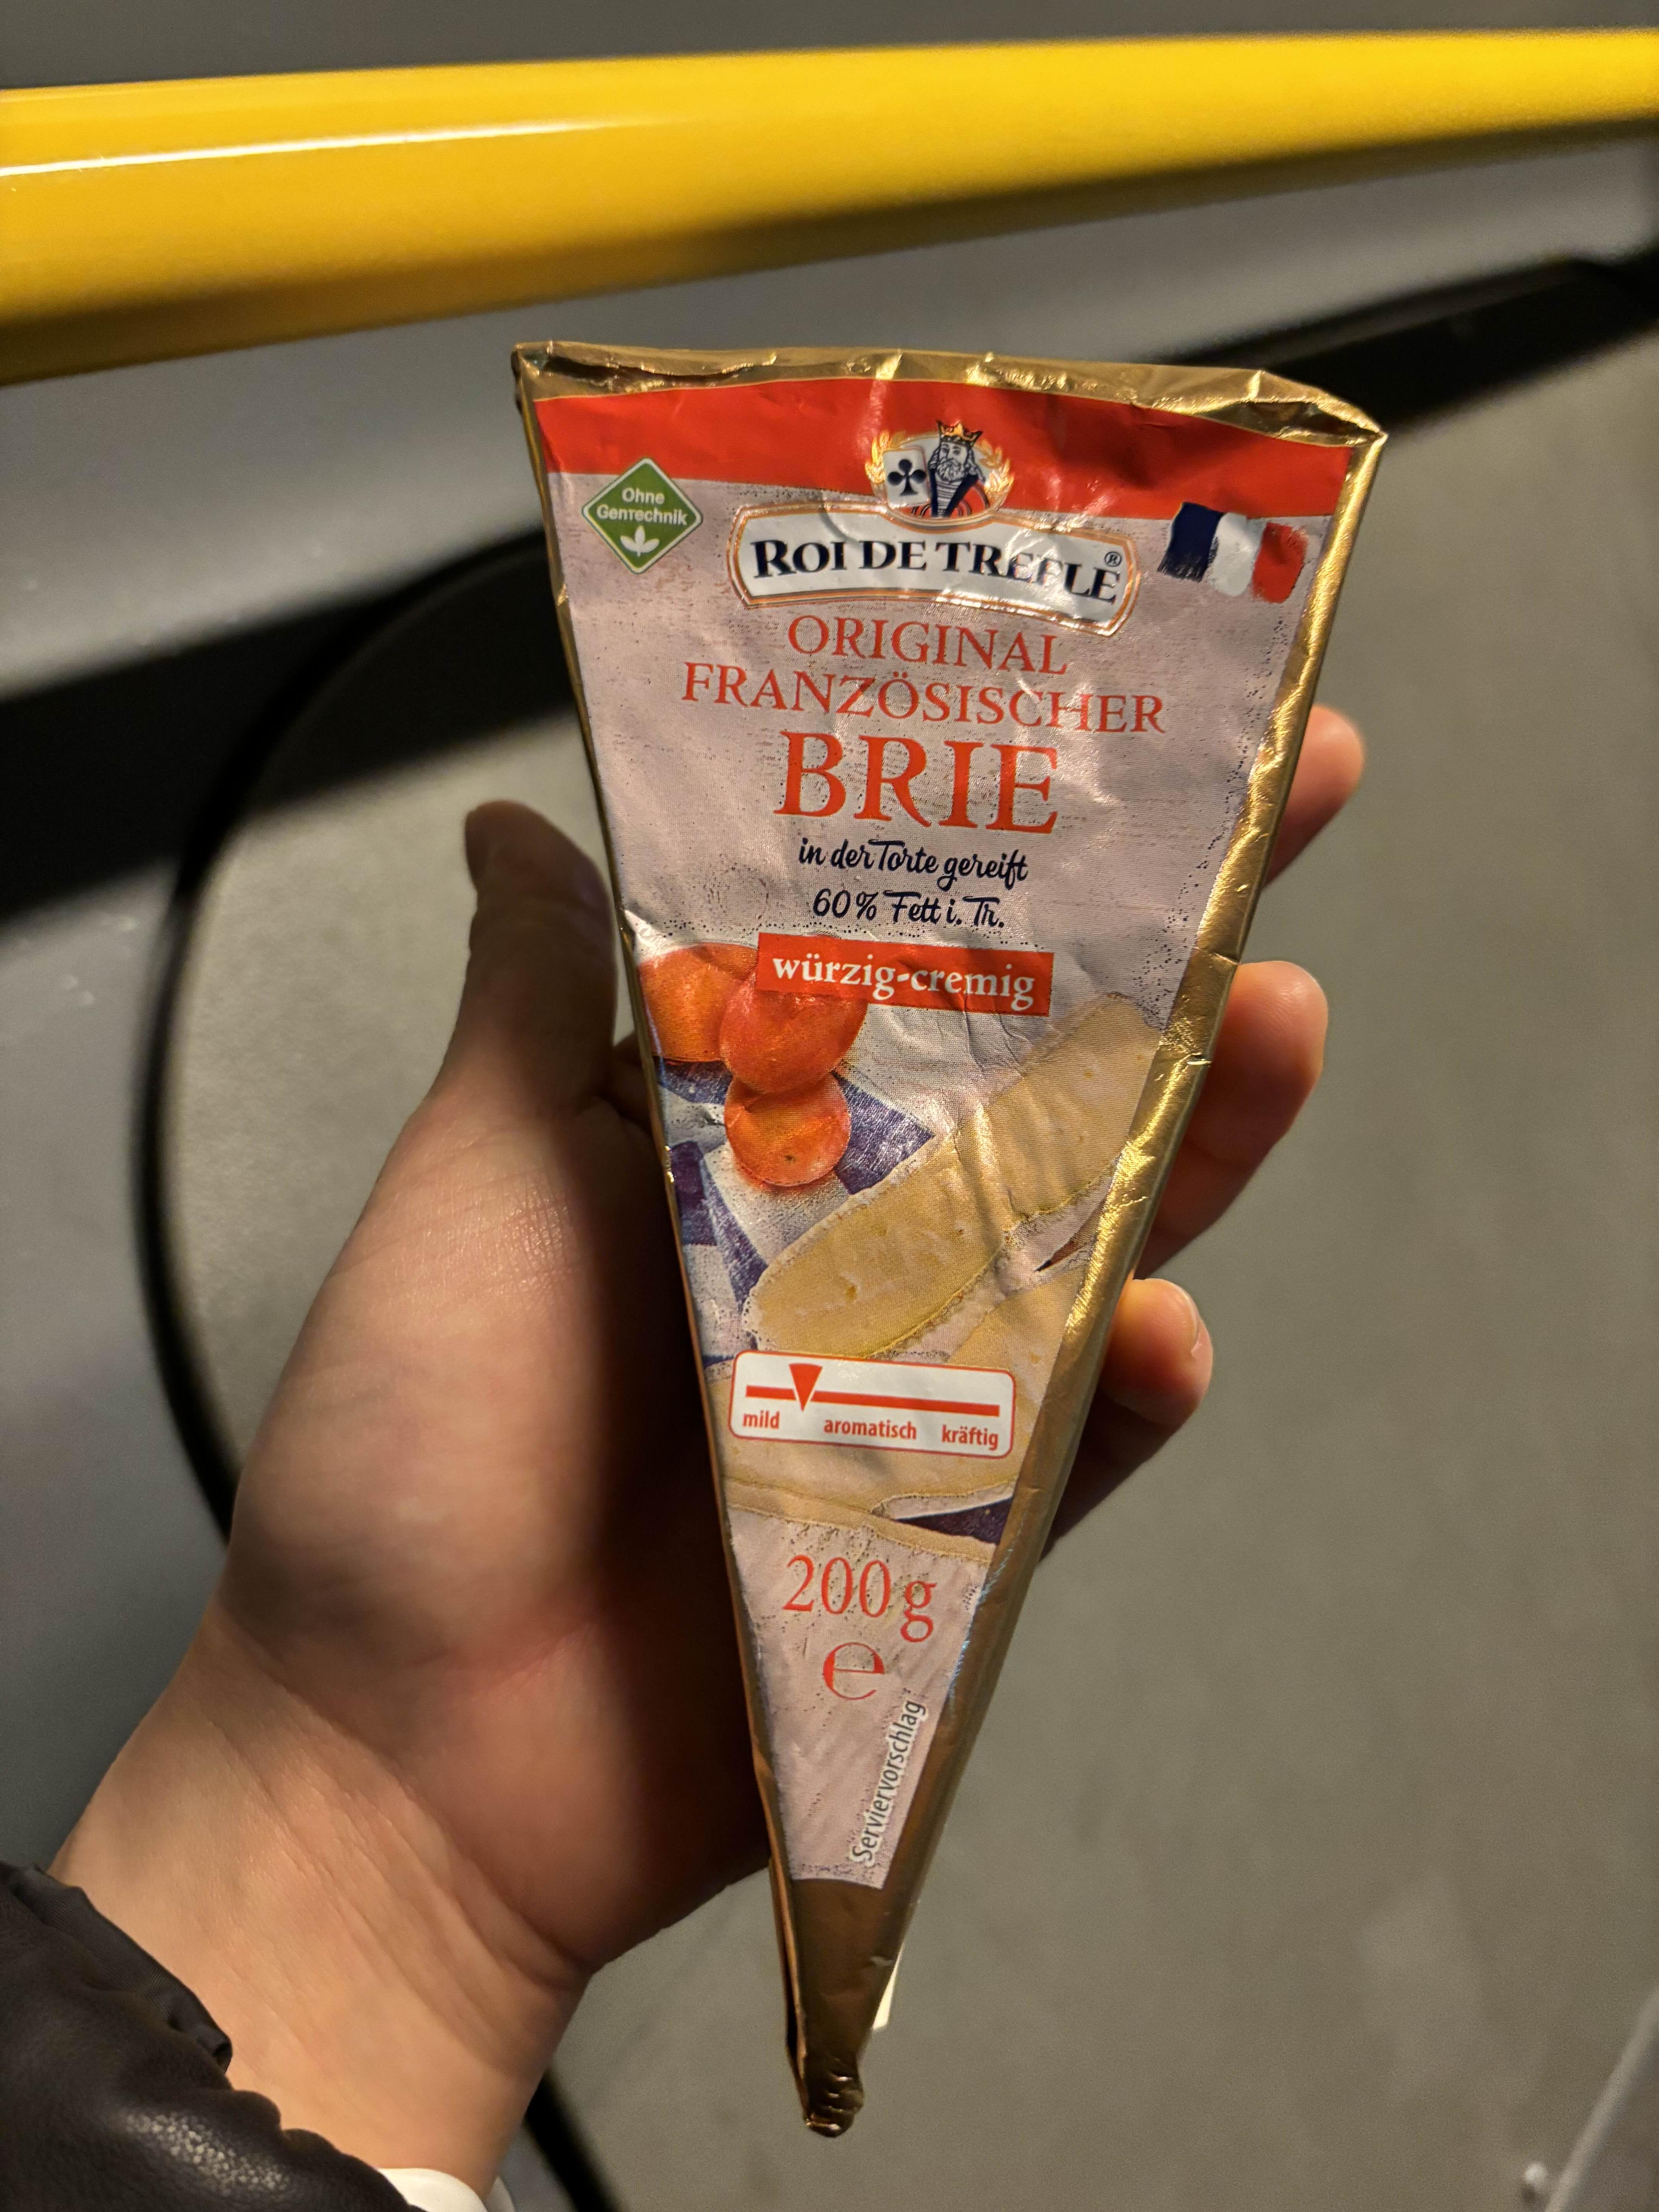 Ohne
GenTechnik
ROI DE TREFLE®
ORIGINAL
FRANZÖSISCHER
BRIE
in der Torte gereift
60% Fett i. Tr.
würzig-cremig
mild aromatisch kräftig
200 g
e
Serviervorschlag